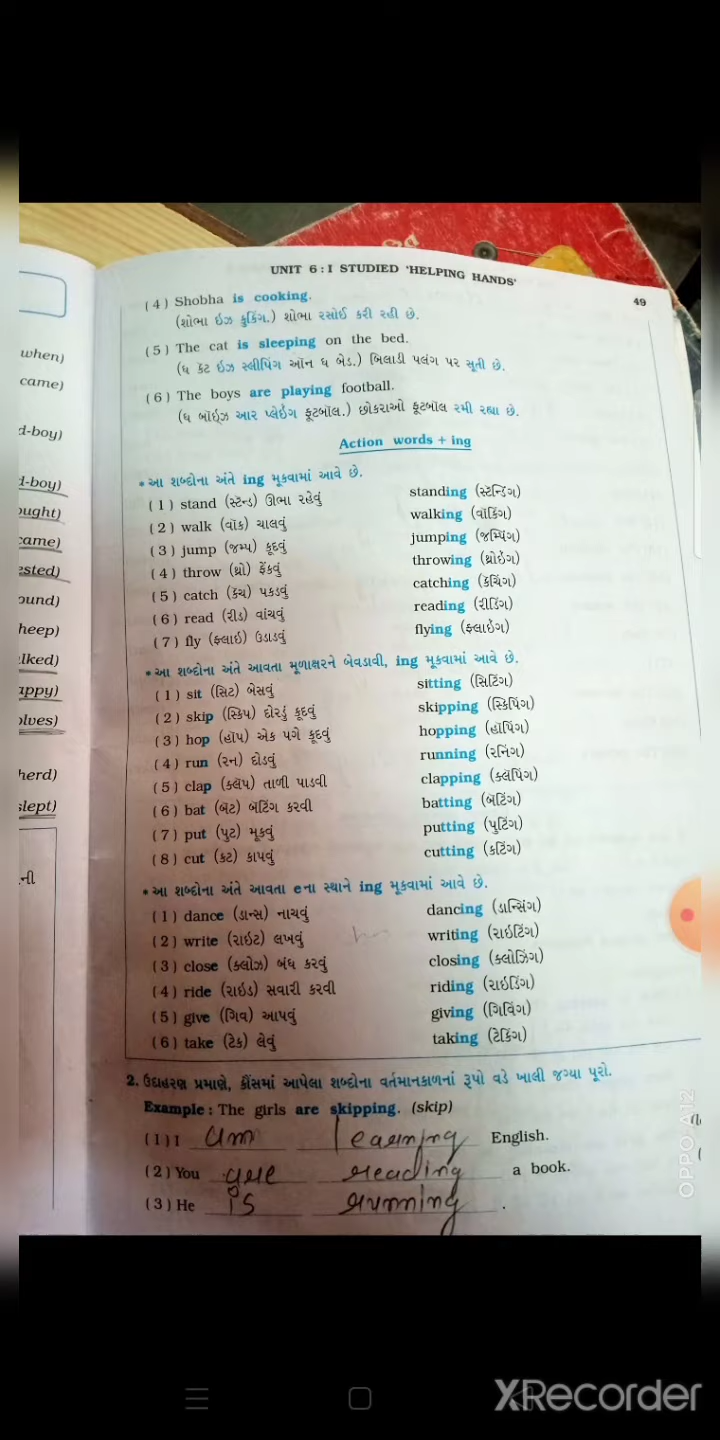 UNIT 6 : I STUDIED 'HELPING HANDS'
49
( 4 ) Shobha is cooking.
(શોભા ઇઝ કુકિંગ.) શોભા રસોઈ કરી રહી છે.
( 5 ) The cat is sleeping on the bed.
(ધ કૅટ ઇઝ સ્લીપિંગ ઑન ધ બેડ.) બિલાડી પલંગ પર સૂતી છે.
( 6 ) The boys are playing football.
(ધ બૉઇઝ આર પ્લેઇંગ ફૂટબૉલ.) છોકરાઓ ફૂટબૉલ રમી રહ્યા છે.
Action words + ing
* આ શબ્દોના અંતે ing મૂકવામાં આવે છે.
( 1 ) stand (સ્ટૅન્ડ) ઊભા રહેવું standing (સ્ટૅન્ડિંગ)
( 2 ) walk (વૉક) ચાલવું walking (વૉકિંગ)
( 3 ) jump (જમ્પ) કૂદવું jumping (જમ્પિંગ)
( 4 ) throw (થ્રો) ફેંકવું throwing (થ્રોઇંગ)
( 5 ) catch (કૅચ) પકડવું catching (કૅચિંગ)
( 6 ) read (રીડ) વાંચવું reading (રીડિંગ)
( 7 ) fly (ફ્લાઇ) ઉડાડવું flying (ફ્લાઇંગ)
* આ શબ્દોના અંતે આવતા મૂળાક્ષરને બેવડાવી, ing મૂકવામાં આવે છે.
( 1 ) sit (સિટ) બેસવું sitting (સિટિંગ)
( 2 ) skip (સ્કિપ) દોરડું કૂદવું skipping (સ્કિપિંગ)
( 3 ) hop (હૉપ) એક પગે કૂદવું hopping (હૉપિંગ)
( 4 ) run (રન) દોડવું running (રનિંગ)
( 5 ) clap (ક્લૅપ) તાળી પાડવી clapping (ક્લૅપિંગ)
( 6 ) bat (બૅટ) બૅટિંગ કરવી batting (બૅટિંગ)
( 7 ) put (પુટ) મૂકવું putting (પુટિંગ)
( 8 ) cut (કટ) કાપવું cutting (કટિંગ)
* આ શબ્દોના અંતે આવતા eના સ્થાને ing મૂકવામાં આવે છે.
( 1 ) dance (ડાન્સ) નાચવું dancing (ડાન્સિંગ)
( 2 ) write (રાઇટ) લખવું writing (રાઇટિંગ)
( 3 ) close (ક્લોઝ) બંધ કરવું closing (ક્લોઝિંગ)
( 4 ) ride (રાઇડ) સવારી કરવી riding (રાઇડિંગ)
( 5 ) give (ગિવ) આપવું giving (ગિવિંગ)
( 6 ) take (ટેક) લેવું taking (ટેકિંગ)
2. ઉદાહરણ પ્રમાણે, કૌંસમાં આપેલા શબ્દોના વર્તમાનકાળનાં રૂપો વડે ખાલી જગ્યા પૂરો.
Example : The girls are skipping. (skip)
( 1 ) I am learning English.
( 2 ) You are reading a book.
( 3 ) He is running .
when)
came)
d-boy)
d-boy)
ought)
came)
ested)
ound)
heep)
lked)
appy)
olves)
herd)
slept)
OPPO A12
XRecorder